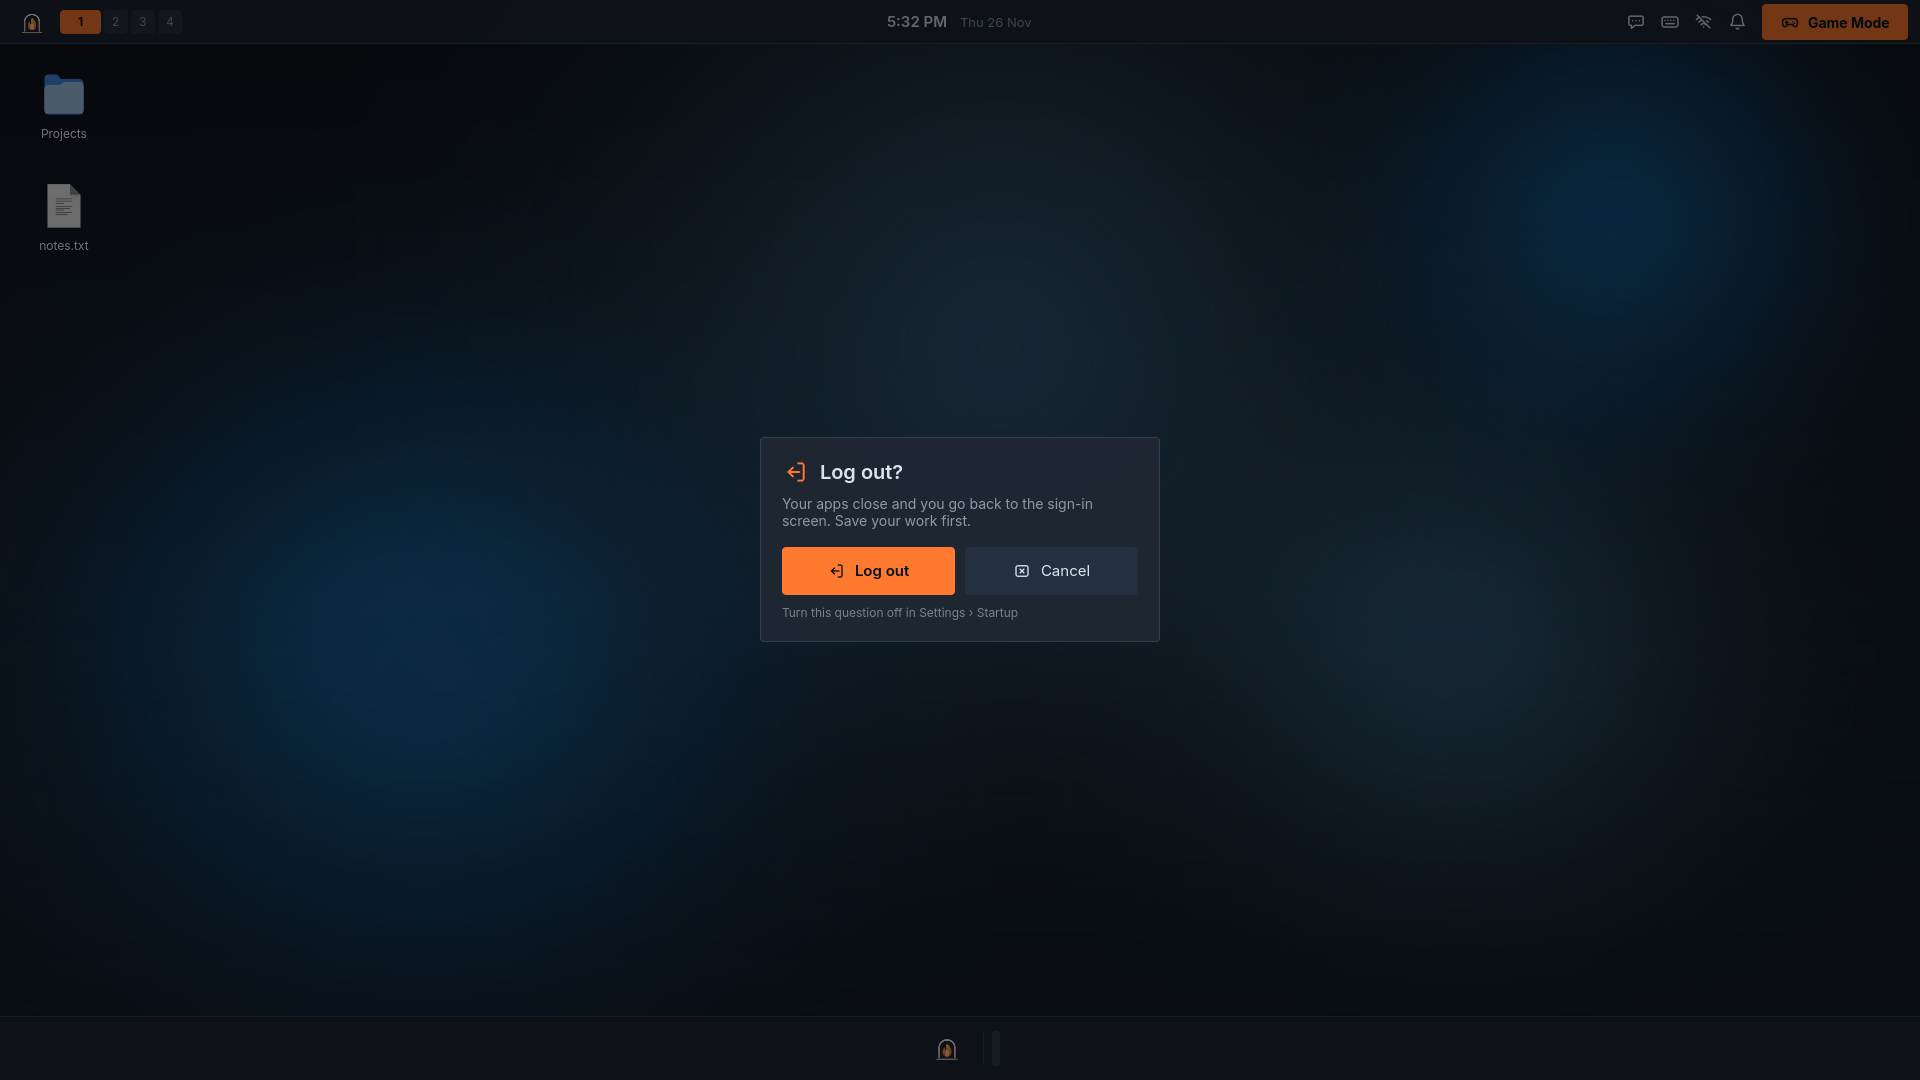 1 2 3 4
5:32 PM Thu 26 Nov
Game Mode
Projects
notes.txt
Log out?
Your apps close and you go back to the sign-in
screen. Save your work first.
Log out
Cancel
Turn this question off in Settings › Startup